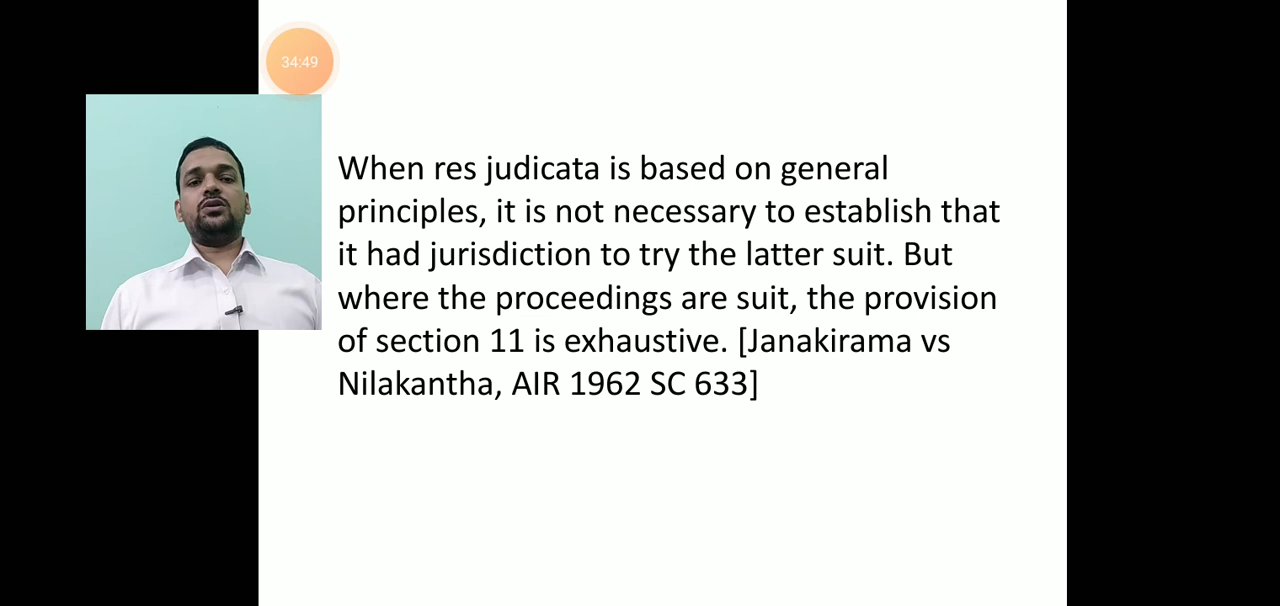 34:49
When res judicata is based on general
principles, it is not necessary to establish that
it had jurisdiction to try the latter suit. But
where the proceedings are suit, the provision
of section 11 is exhaustive. [Janakirama vs
Nilakantha, AIR 1962 SC 633]